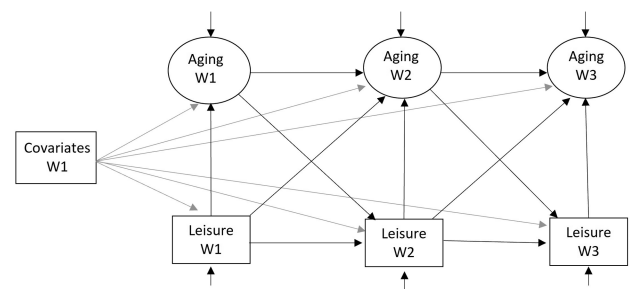 Aging
W1
Aging
W2
Aging
W3
Covariates
W1
Leisure
W1
Leisure
W2
Leisure
W3